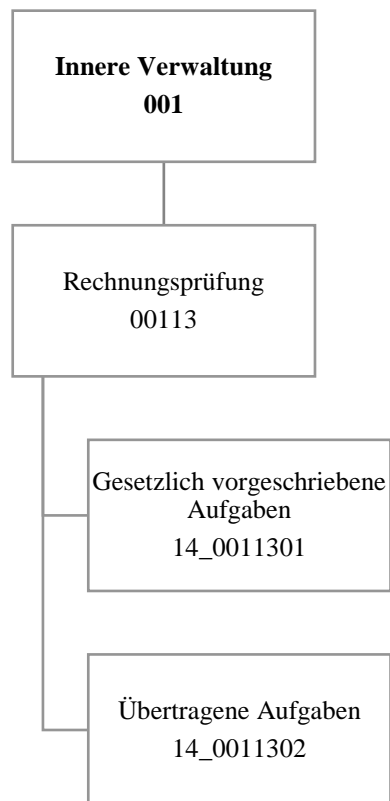 Innere Verwaltung
001
Rechnungsprüfung
00113
Gesetzlich vorgeschriebene
Aufgaben
14_0011301
Übertragene Aufgaben
14_0011302